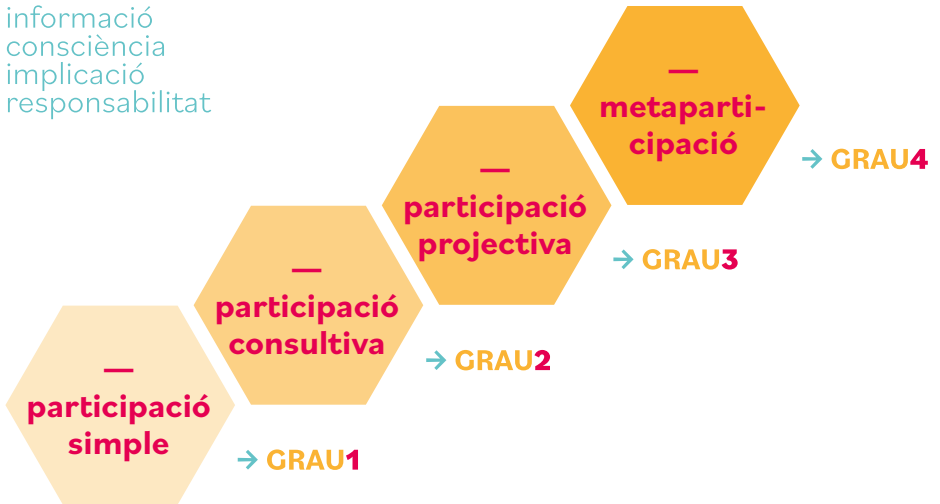 informació
consciència
implicació
responsabilitat
—
metaparti-
cipació
→ GRAU4
—
participació
projectiva
→ GRAU3
—
participació
consultiva
→ GRAU2
—
participació
simple
→ GRAU1